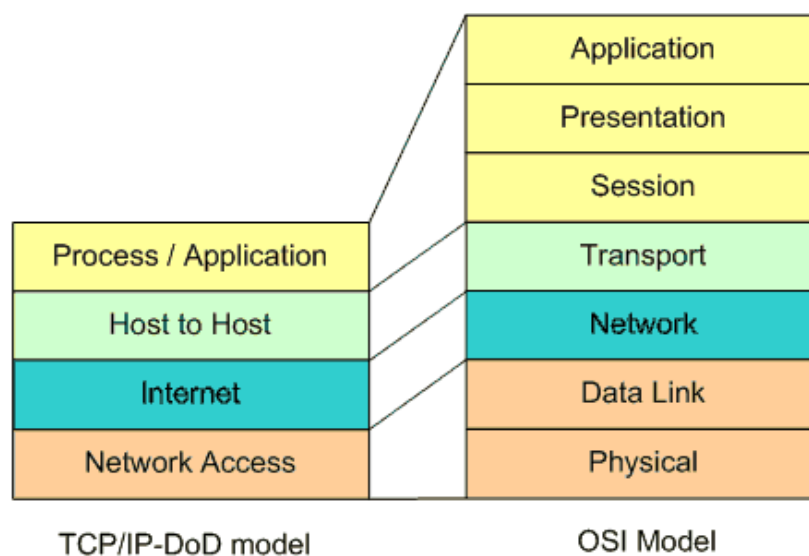 Application
Presentation
Session
Process / Application
Transport
Host to Host
Network
Internet
Data Link
Network Access
Physical
TCP/IP-DoD model
OSI Model